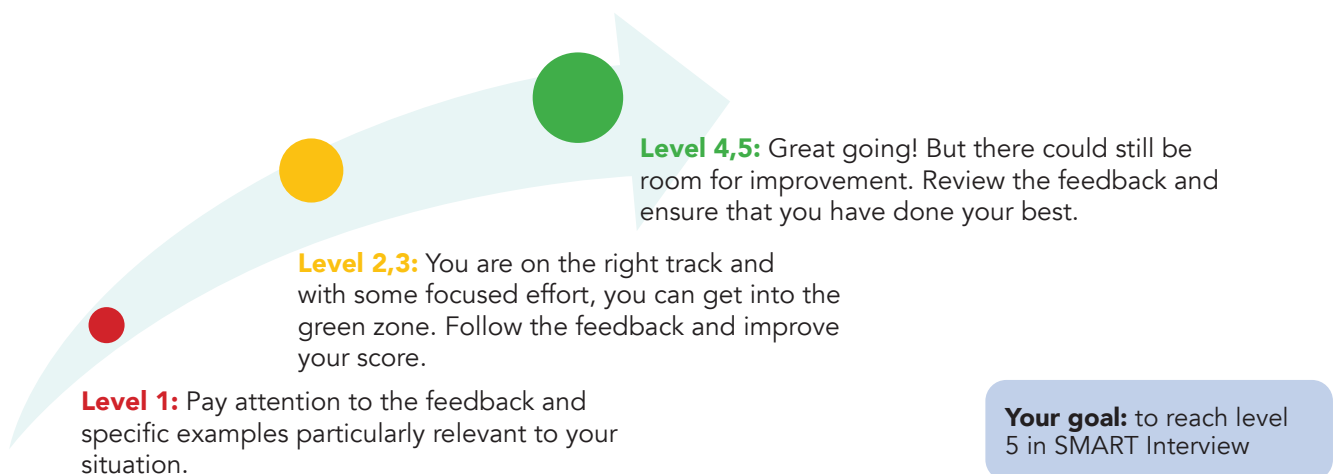 Level 4,5: Great going! But there could still be
room for improvement. Review the feedback and
ensure that you have done your best.
Level 2,3: You are on the right track and
with some focused effort, you can get into the
green zone. Follow the feedback and improve
your score.
Level 1: Pay attention to the feedback and
specific examples particularly relevant to your
situation.
Your goal: to reach level
5 in SMART Interview